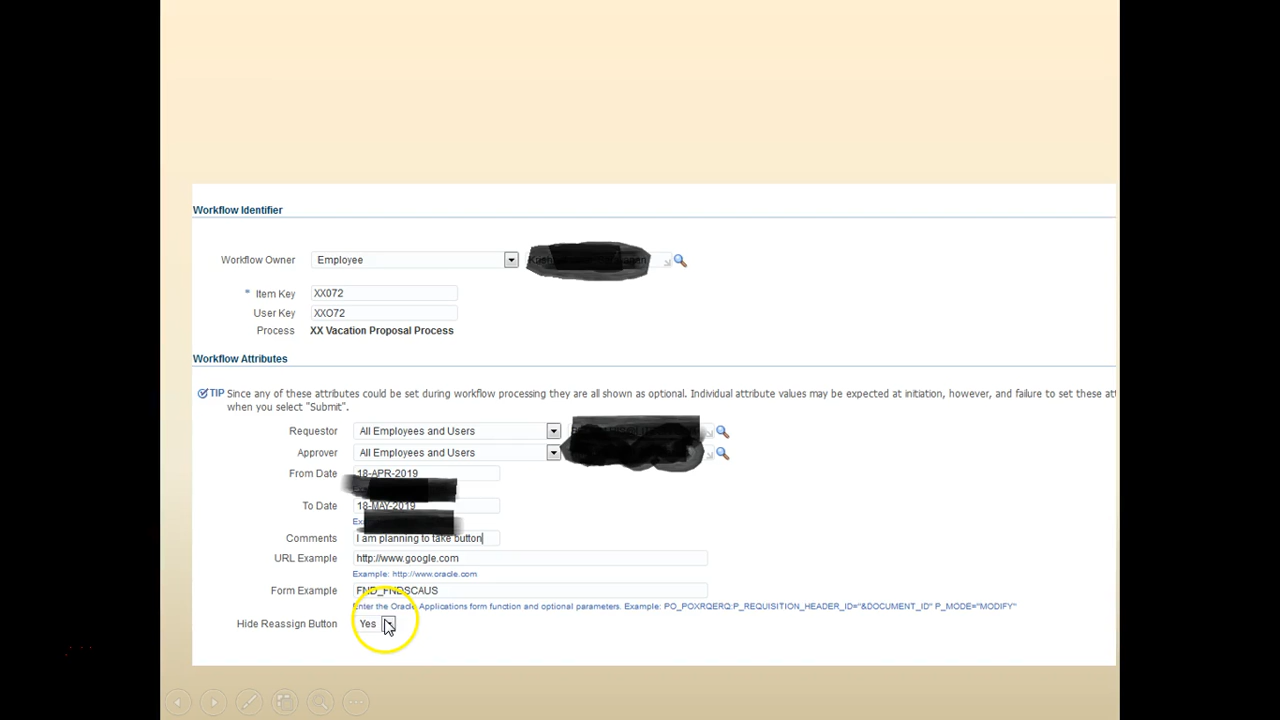 Workflow Identifier
Workflow Owner Employee
* Item Key XX072
User Key XXO72
Process XX Vacation Proposal Process
Workflow Attributes
TIP Since any of these attributes could be set during workflow processing they are all shown as optional. Individual attribute values may be expected at initiation, however, and failure to set these att
when you select "Submit".
Requestor All Employees and Users
Approver All Employees and Users
From Date 18-APR-2019
To Date 18-MAY-2019
Comments I am planning to take button
URL Example http://www.google.com
Example: http://www.oracle.com
Form Example FND_FNDSCAUS
Enter the Oracle Applications form function and optional parameters. Example: PO_POXRQERQ:P_REQUISITION_HEADER_ID="&DOCUMENT_ID" P_MODE="MODIFY"
Hide Reassign Button Yes